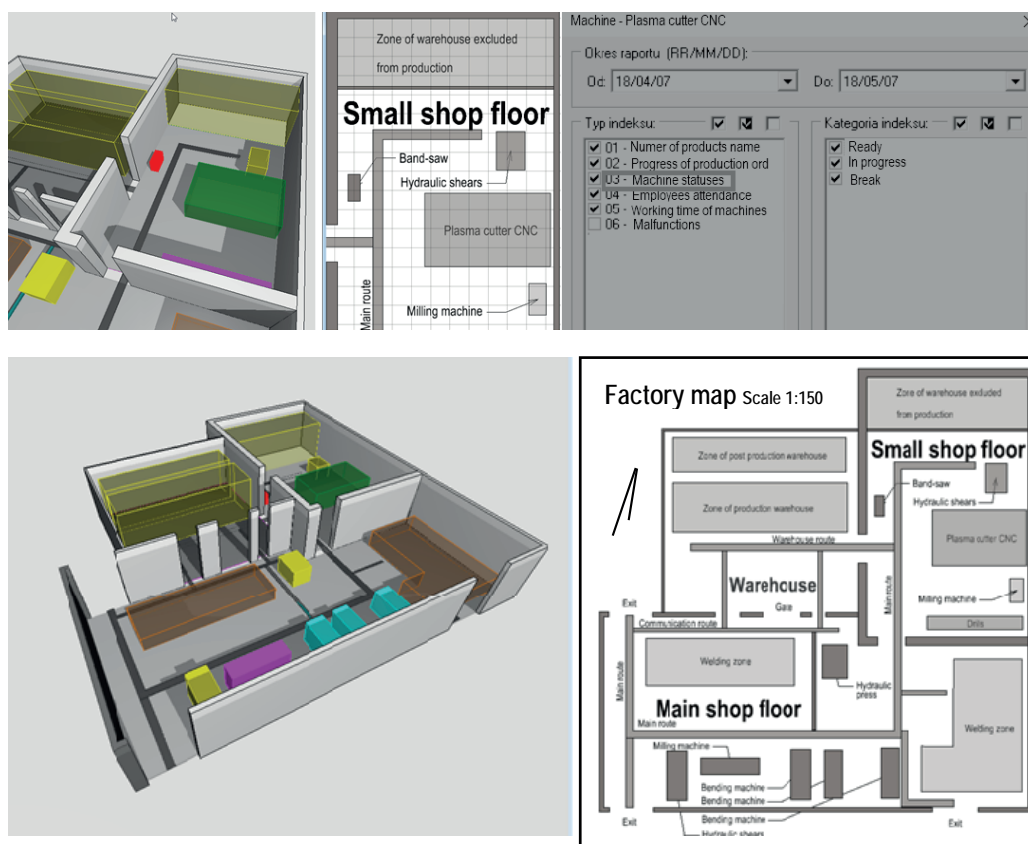 Zone of warehouse excluded
from production
Small shop floor
Band-saw
Hydraulic shears
Plasma cutter CNC
Milling machine
Main route
Machine - Plasma cutter CNC
Okres raportu (RR/MM/DD):
Od: 18/04/07
Do: 18/05/07
Typ indeksu:
01 - Numer of products name
02 - Progress of production ord
03 - Machine statuses
04 - Employees attendance
05 - Working time of machines
06 - Malfunctions
Kategoria indeksu:
Ready
In progress
Break
Factory map Scale 1:150
Zone of warehouse exduded
from production
Small shop floor
Zone of post production warehouse
Band-saw
Hydraulic shears
Zone of producton warehouse
Plasma cutter CNC
Warehouse route
Warehouse
Main route
Milling machine
Exit
Gate
Communication route
Drils
Welding zone
Main route
Hydraulic
press
Main shop floor
Welding zone
Main route
Milling machine
Bending machine
Bending machine
Bending machine
Exit
Exit
Hydraulic shears